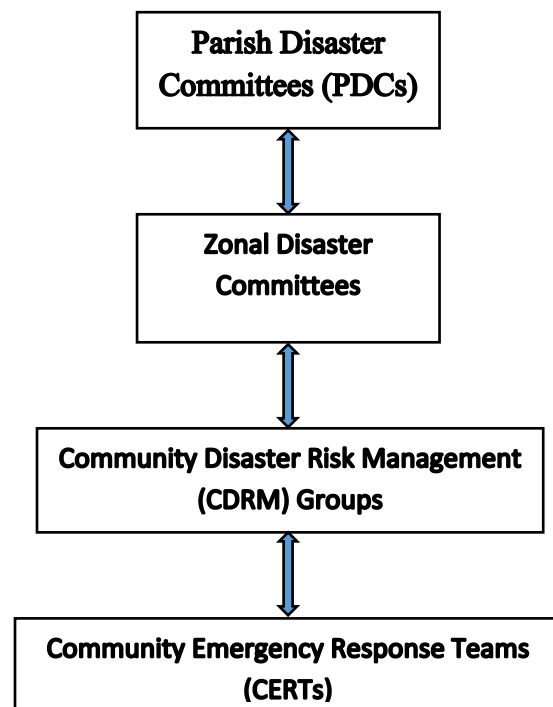 Parish Disaster
Committees (PDCs)
Zonal Disaster
Committees
Community Disaster Risk Management
(CDRM) Groups
Community Emergency Response Teams
(CERTs)